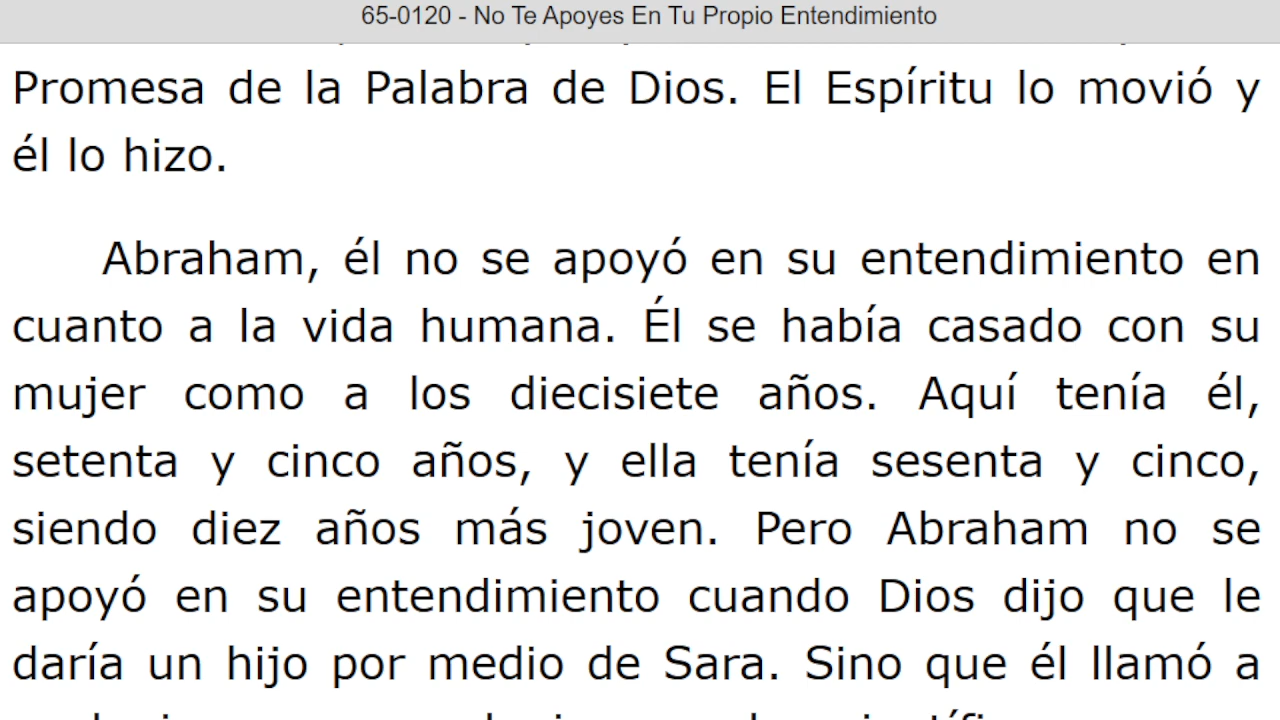 65-0120 - No Te Apoyes En Tu Propio Entendimiento
Promesa de la Palabra de Dios. El Espíritu lo movió y
él lo hizo.
Abraham, él no se apoyó en su entendimiento en
cuanto a la vida humana. Él se había casado con su
mujer como a los diecisiete años. Aquí tenía él,
setenta y cinco años, y ella tenía sesenta y cinco,
siendo diez años más joven. Pero Abraham no se
apoyó en su entendimiento cuando Dios dijo que le
daría un hijo por medio de Sara. Sino que él llamó a